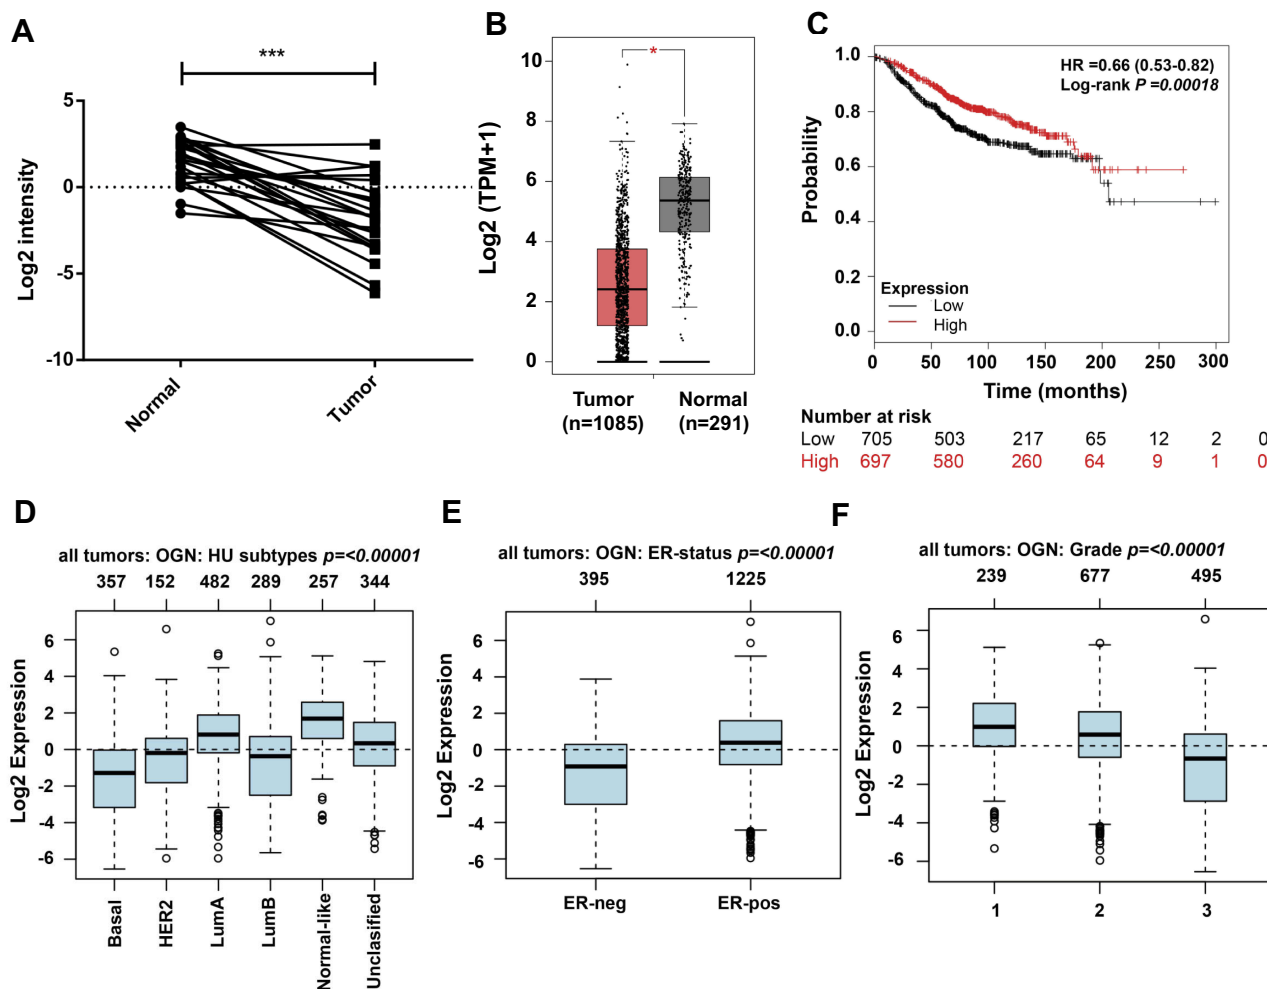 A
***
Log2 intensity
5
0
-5
-10
Normal
Tumor
B
*
Log2 (TPM+1)
10
8
6
4
2
0
Tumor
(n=1085)
Normal
(n=291)
C
HR =0.66 (0.53-0.82)
Log-rank P =0.00018
Probability
1.0
0.8
0.6
0.4
0.2
0.0
Expression
Low
High
0 50 100 150 200 250 300
Time (months)
Number at risk
Low 705 503 217 65 12 2 0
High 697 580 260 64 9 1 0
D
all tumors: OGN: HU subtypes p=<0.00001
357 152 482 289 257 344
Log2 Expression
6
4
2
0
-2
-4
-6
Basal
HER2
LumA
LumB
Normal-like
Unclasified
E
all tumors: OGN: ER-status p=<0.00001
395 1225
Log2 Expression
6
4
2
0
-2
-4
-6
ER-neg ER-pos
F
all tumors: OGN: Grade p=<0.00001
239 677 495
Log2 Expression
6
4
2
0
-2
-4
-6
1 2 3